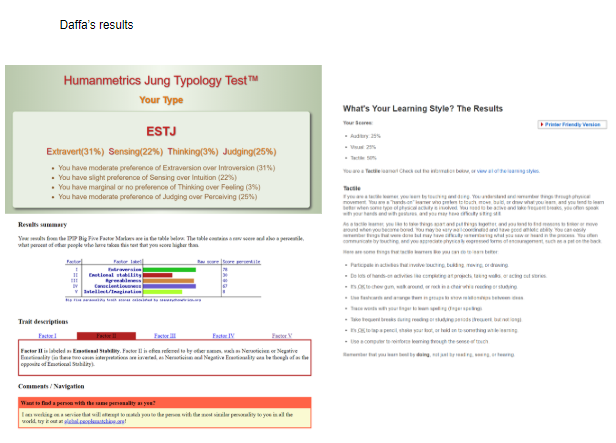 Daffa's results
Humanmetrics Jung Typology Test™
Your Type
ESTJ
Extravert(31%) Sensing(22%) Thinking(3%) Judging(25%)
You have moderate preference of Extraversion over Introversion (31%)
You have slight preference of Sensing over Intuition (22%)
You have marginal or no preference of Thinking over Feeling (3%)
You have moderate preference of Judging over Perceiving (25%)
Results summary
Your results from the IPIP Big Five Factor Markers are in the table below. The table contains a raw score and also a percentile,
what percent of other people who have taken this test that you score higher than.
Factor Factor label Raw score Score percentile
I Extroversion
II Emotional stability
III Agreeableness
IV Conscientiousness
V Intellect/Imagination
Trait descriptions
Factor I Factor II Factor III Factor IV Factor V
Factor II is labeled as Emotional Stability. Factor II is often referred to by other names, such as Neuroticism or Negative
Emotionality (in these two cases interpretations are inverted, as Neuroticism and Negative Emotionality can be though of as the
opposite of Emotional Stability).
Comments / Navigation
Want to find a person with the same personality as you?
I am working on a service that will attempt to match you to the person with the most similar personality to you in all the
world, try it out at global.peoplematching.org!
What's Your Learning Style? The Results
Printer Friendly Version
Your Scores:
Auditory: 25%
Visual: 25%
Tactile: 50%
You are a Tactile learner! Check out the information below, or view all of the learning styles.
Tactile
If you are a tactile learner, you learn by touching and doing. You understand and remember things through physical
movement. You are a "hands-on" learner who prefers to touch, move, build, or draw what you learn, and you tend to learn
better when some type of physical activity is involved. You need to be active and take frequent breaks, you often speak
with your hands and with gestures, and you may have difficulty sitting still.
As a tactile learner, you like to take things apart and put things together, and you tend to find reasons to tinker or move
around when you become bored. You may be very well coordinated and have good athletic ability. You can easily
remember things that were done but may have difficulty remembering what you saw or heard in the process. You often
communicate by touching, and you appreciate physically expressed forms of encouragement, such as a pat on the back.
Here are some things that tactile learners like you can do to learn better:
Participate in activities that involve touching, building, moving, or drawing.
Do lots of hands-on activities like completing art projects, taking walks, or acting out stories.
It's OK to chew gum, walk around, or rock in a chair while reading or studying.
Use flashcards and arrange them in groups to show relationships between ideas.
Trace words with your finger to learn spelling (finger spelling).
Take frequent breaks during reading or studying periods (frequent, but not long).
It's OK to tap a pencil, shake your foot, or hold on to something while learning.
Use a computer to reinforce learning through the sense of touch.
Remember that you learn best by doing, not just by reading, seeing, or hearing.